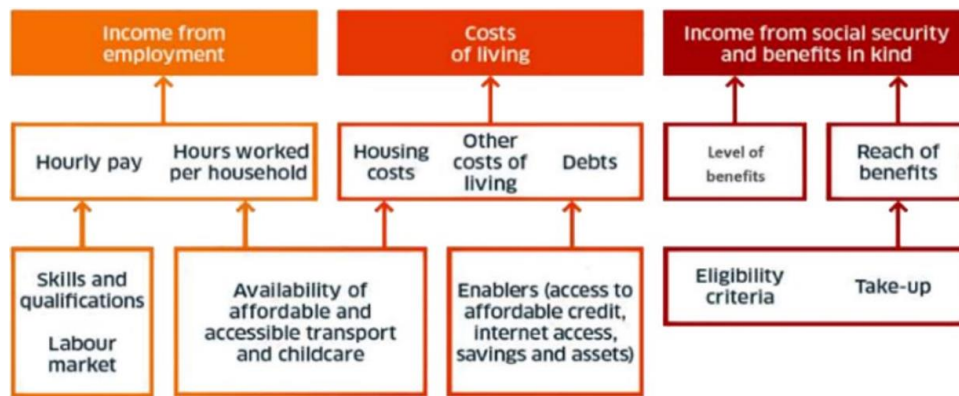 Income from
employment
Costs
of living
Income from social security
and benefits in kind
Hourly pay
Hours worked
per household
Housing
costs
Other
costs of
living
Debts
Level of
benefits
Reach of
benefits
Skills and
qualifications
Labour
market
Availability of
affordable and
accessible transport
and childcare
Enablers (access to
affordable credit,
internet access,
savings and assets)
Eligibility
criteria
Take-up